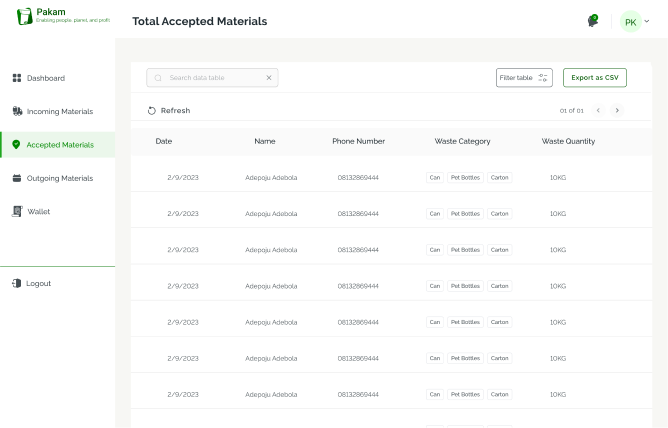 Pakam
Enabling people, planet, and profit
Total Accepted Materials
PK
Dashboard
Incoming Materials
Accepted Materials
Outgoing Materials
Wallet
Logout
Search data table
Filter table
Export as CSV
Refresh
01 of 01
Date Name Phone Number Waste Category Waste Quantity
2/9/2023 Adepoju Adebola 08132869444 Can Pet Bottles Carton 10KG
2/9/2023 Adepoju Adebola 08132869444 Can Pet Bottles Carton 10KG
2/9/2023 Adepoju Adebola 08132869444 Can Pet Bottles Carton 10KG
2/9/2023 Adepoju Adebola 08132869444 Can Pet Bottles Carton 10KG
2/9/2023 Adepoju Adebola 08132869444 Can Pet Bottles Carton 10KG
2/9/2023 Adepoju Adebola 08132869444 Can Pet Bottles Carton 10KG
2/9/2023 Adepoju Adebola 08132869444 Can Pet Bottles Carton 10KG